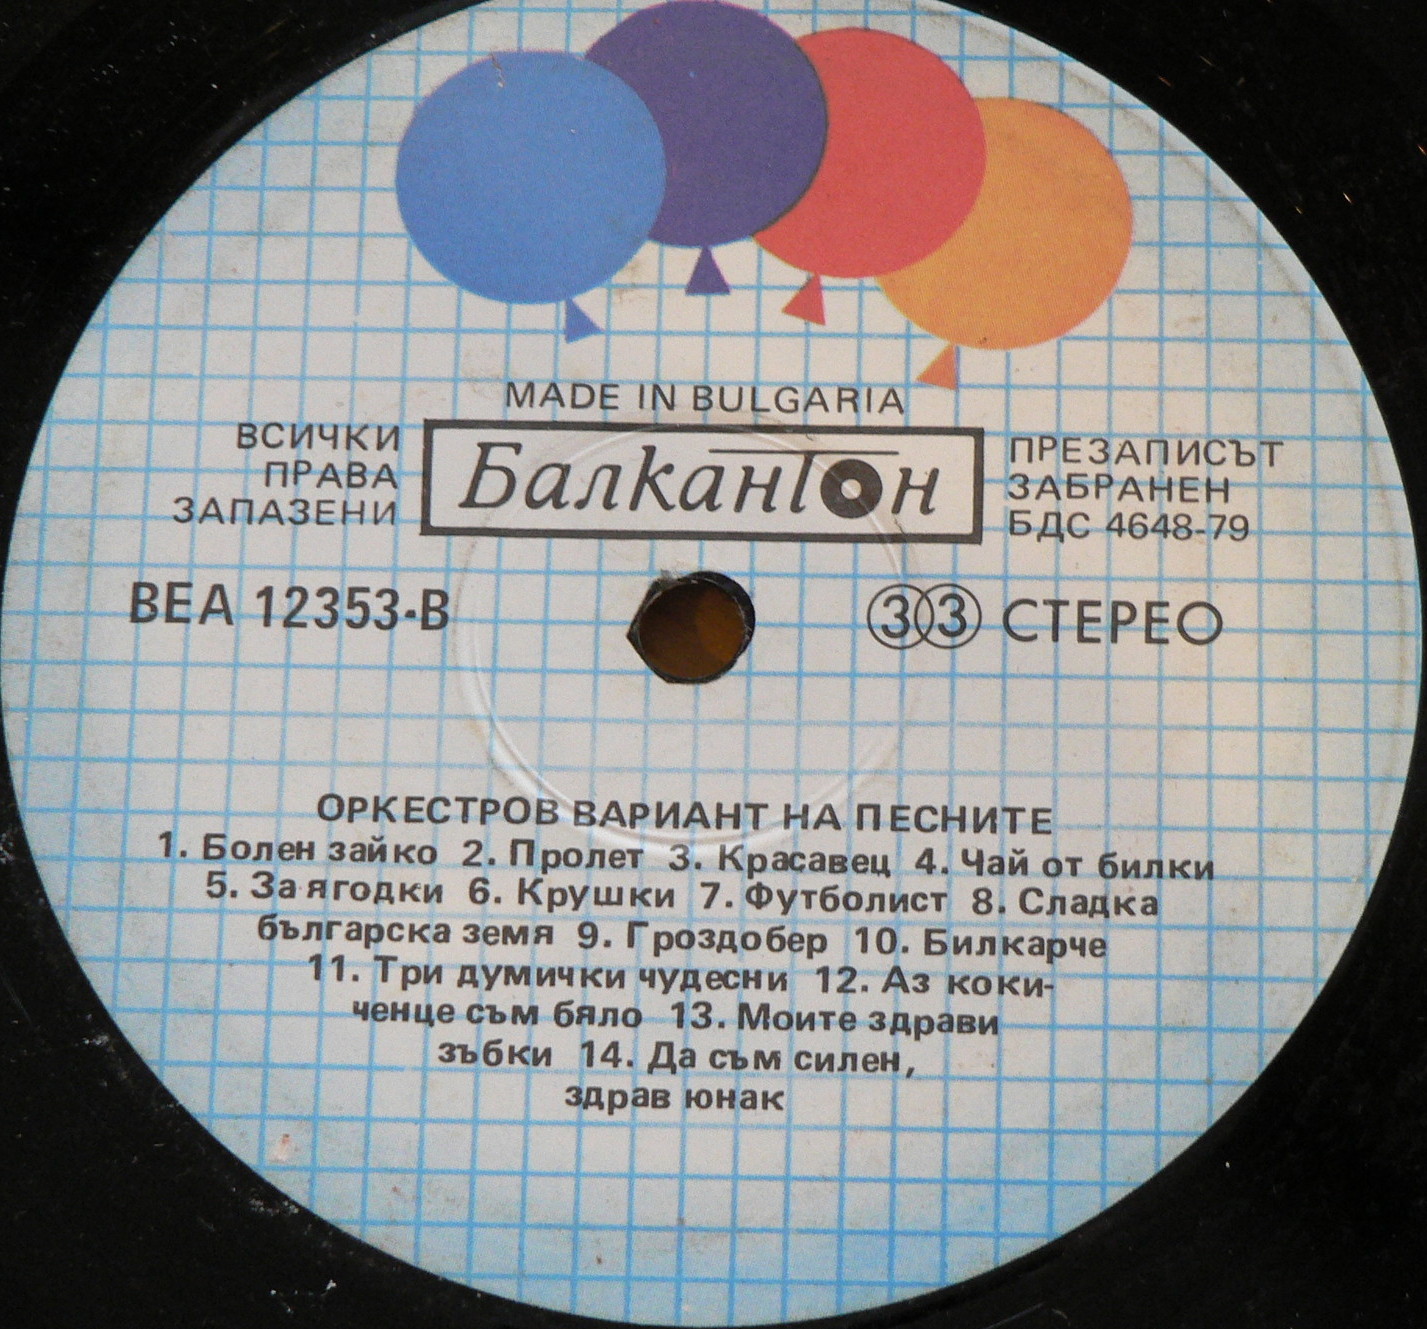 MADE IN BULGARIA
ВСИЧКИ
ПРАВА
ЗАПАЗЕНИ
Балкантон
ПРЕЗАПИСЪТ
ЗАБРАНЕН
БДС 4648-79
ВЕА 12353-В
33 СТЕРЕО
ОРКЕСТРОВ ВАРИАНТ НА ПЕСНИТЕ
1. Болен зайко 2. Пролет 3. Красавец 4. Чай от билки
5. За ягодки 6. Крушки 7. Футболист 8. Сладка
българска земя 9. Гроздобер 10. Билкарче
11. Три думички чудесни 12. Аз коки-
ченце съм бяло 13. Моите здрави
зъбки 14. Да съм силен,
здрав юнак